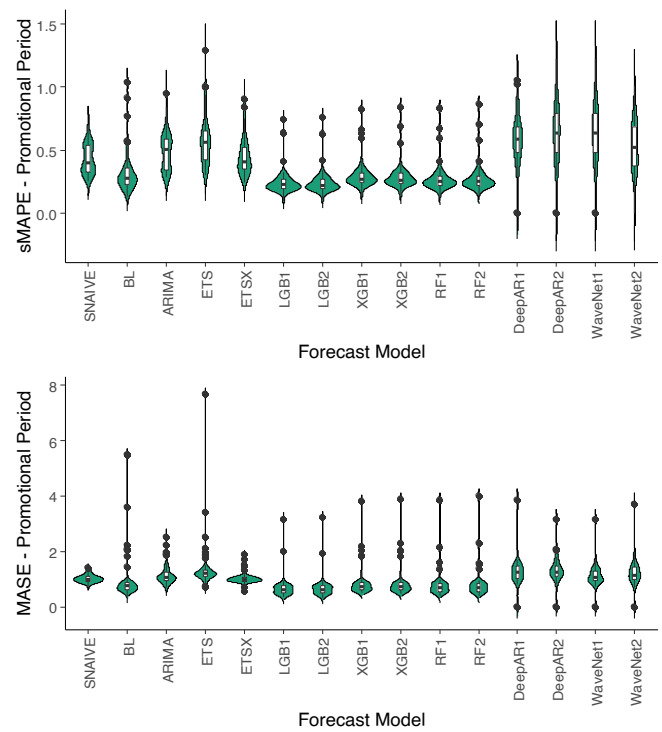 sMAPE - Promotional Period
1.5
1.0
0.5
0.0
SNAIVE
BL
ARIMA
ETS
ETSX
LGB1
LGB2
XGB1
XGB2
RF1
RF2
DeepAR1
DeepAR2
WaveNet1
WaveNet2
Forecast Model
MASE - Promotional Period
8
6
4
2
0
SNAIVE
BL
ARIMA
ETS
ETSX
LGB1
LGB2
XGB1
XGB2
RF1
RF2
DeepAR1
DeepAR2
WaveNet1
WaveNet2
Forecast Model